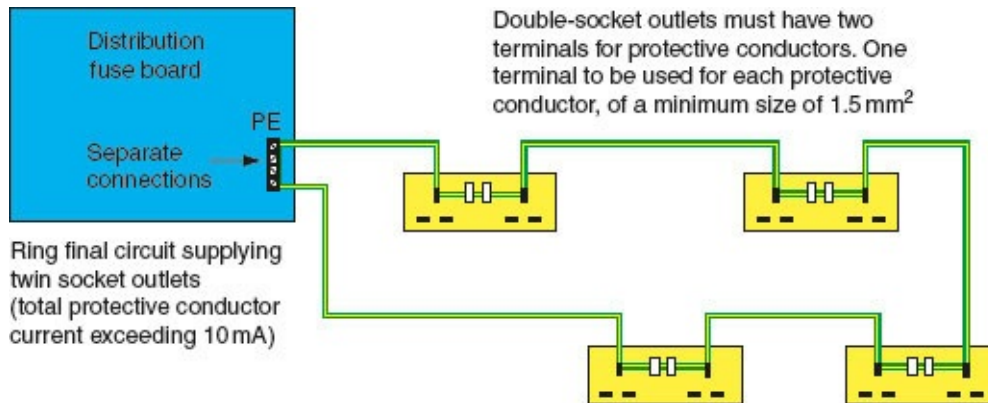 Distribution
fuse board
PE
Separate
connections
Double-socket outlets must have two
terminals for protective conductors. One
terminal to be used for each protective
conductor, of a minimum size of 1.5 mm²
Ring final circuit supplying
twin socket outlets
(total protective conductor
current exceeding 10 mA)